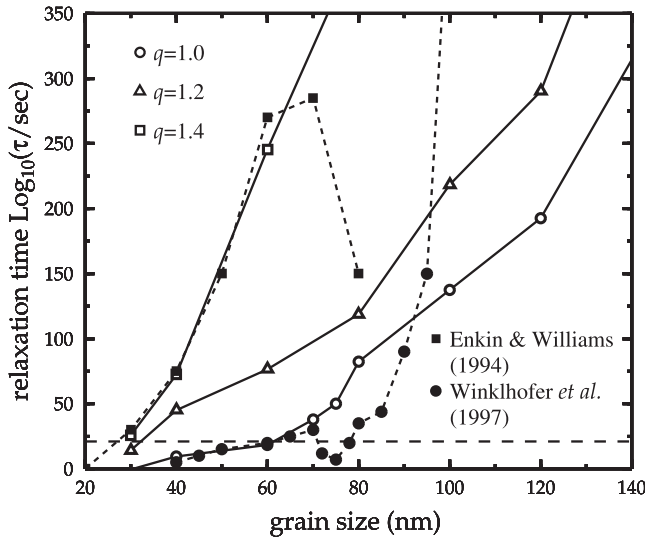 350
300
250
200
150
100
50
0
relaxation time Log10(τ/sec)
q=1.0
q=1.2
q=1.4
Enkin & Williams
(1994)
Winklhofer et al.
(1997)
20 40 60 80 100 120 140
grain size (nm)